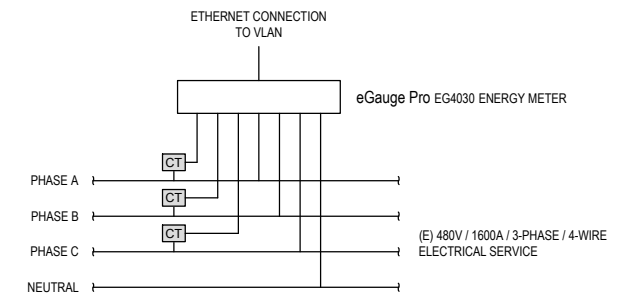 ETHERNET CONNECTION
TO VLAN
eGauge Pro EG4030 ENERGY METER
CT
PHASE A
CT
PHASE B
CT
PHASE C
(E) 480V / 1600A / 3-PHASE / 4-WIRE
ELECTRICAL SERVICE
NEUTRAL